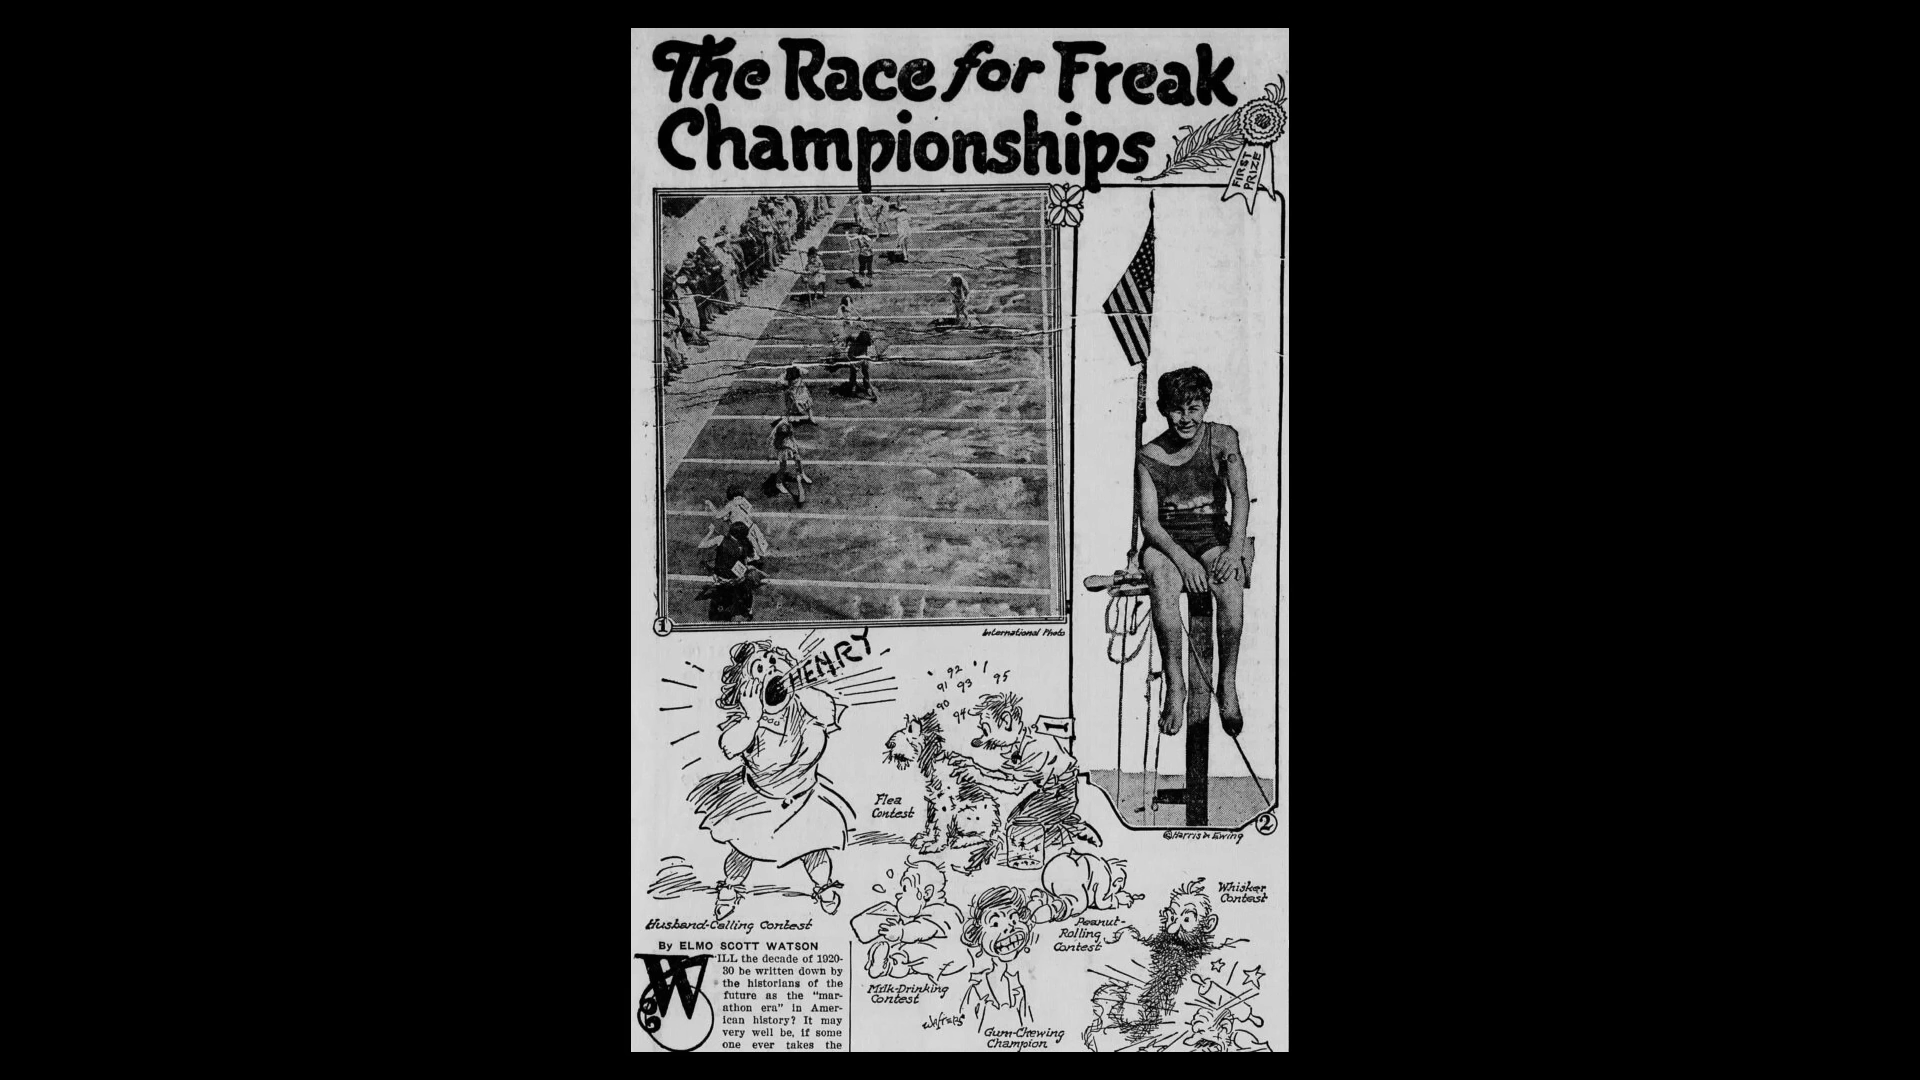 The Race for Freak
Championships
FIRST
PRIZE
1
International Photo
HENRY
90
91
92
93
94
95
1
Flea
Contest
2
©Harris & Ewing
Husband-Calling Contest
Milk-Drinking
Contest
Gum-Chewing
Champion
Peanut-
Rolling
Contest
Whisker
Contest
By ELMO SCOTT WATSON
WILL the decade of 1920-
30 be written down by
the historians of the
future as the "mar-
athon era" in Amer-
ican history? It may
very well be, if some
one ever takes the